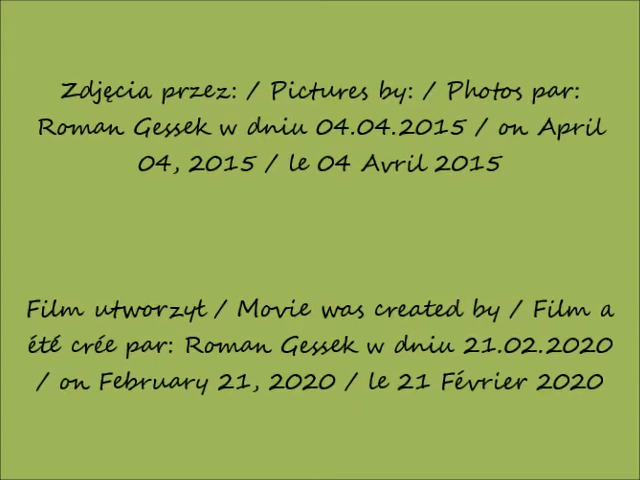 Zdjęcia przez: / Pictures by: / Photos par:
Roman Gessek w dniu 04.04.2015 / on April
04, 2015 / le 04 Avril 2015
Film utworzył / Movie was created by / Film a
été crée par: Roman Gessek w dniu 21.02.2020
/ on February 21, 2020 / le 21 Février 2020